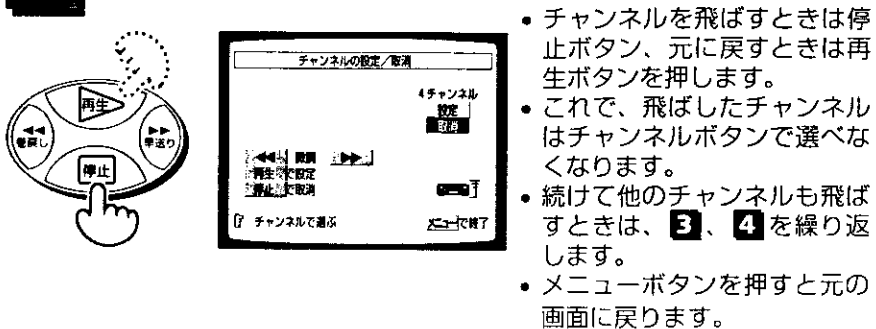 再生
◀◀
巻戻し
▶▶
早送り
停止
チャンネルの設定／取消
4チャンネル
設定
取消
◀◀ 微調 ▶▶
再生で設定
停止で取消
チャンネルで選ぶ
メニューで終了
• チャンネルを飛ばすときは停
止ボタン、元に戻すときは再
生ボタンを押します。
• これで、飛ばしたチャンネル
はチャンネルボタンで選べな
くなります。
• 続けて他のチャンネルも飛ば
すときは、3、4を繰り返
します。
• メニューボタンを押すと元の
画面に戻ります。